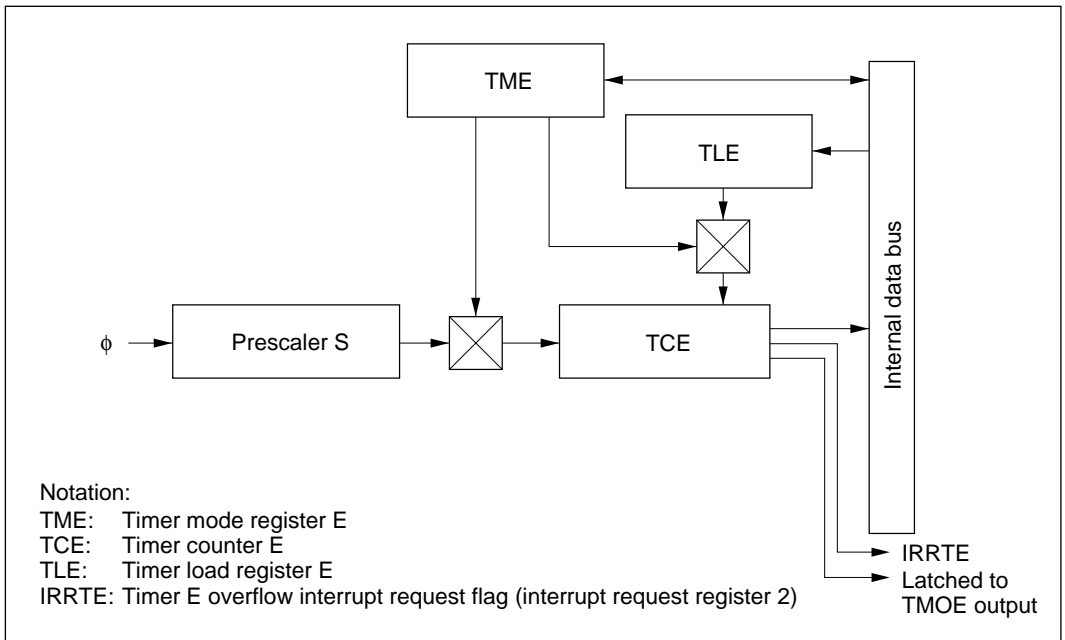 TME
TLE
Internal data bus
ϕ
Prescaler S
TCE
Notation:
TME: Timer mode register E
TCE: Timer counter E
TLE: Timer load register E
IRRTE: Timer E overflow interrupt request flag (interrupt request register 2)
IRRTE
Latched to
TMOE output